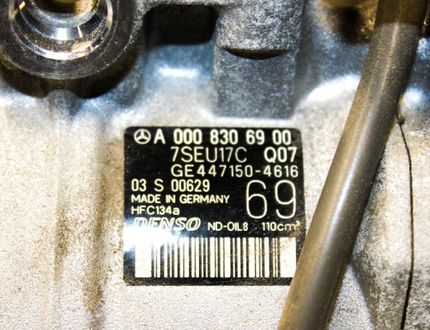 A 000 830 69 00
7SEU17C Q07
GE447150-4616
03 S 00629
MADE IN GERMANY
HFC134a
69
DENSO ND-OIL8 110cm³